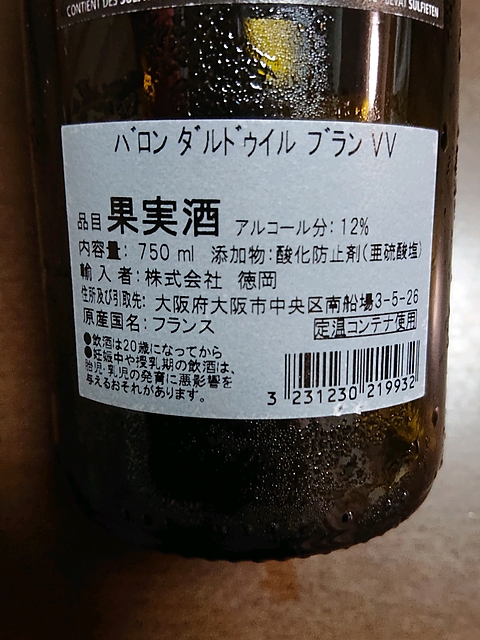 CONTIENT DES
BEVAT SULFIETEN
バロン ダルドゥイル ブラン VV
品目 果実酒 アルコール分：12%
内容量： 750 ml 添加物：酸化防止剤（亜硫酸塩）
輸入者：株式会社 徳岡
住所及び引取先： 大阪府大阪市中央区南船場3-5-26
原産国名：フランス 定温コンテナ使用
●飲酒は20歳になってから
●妊娠中や授乳期の飲酒は、
胎児・乳児の発育に悪影響を
与えるおそれがあります。
3 231230 219932